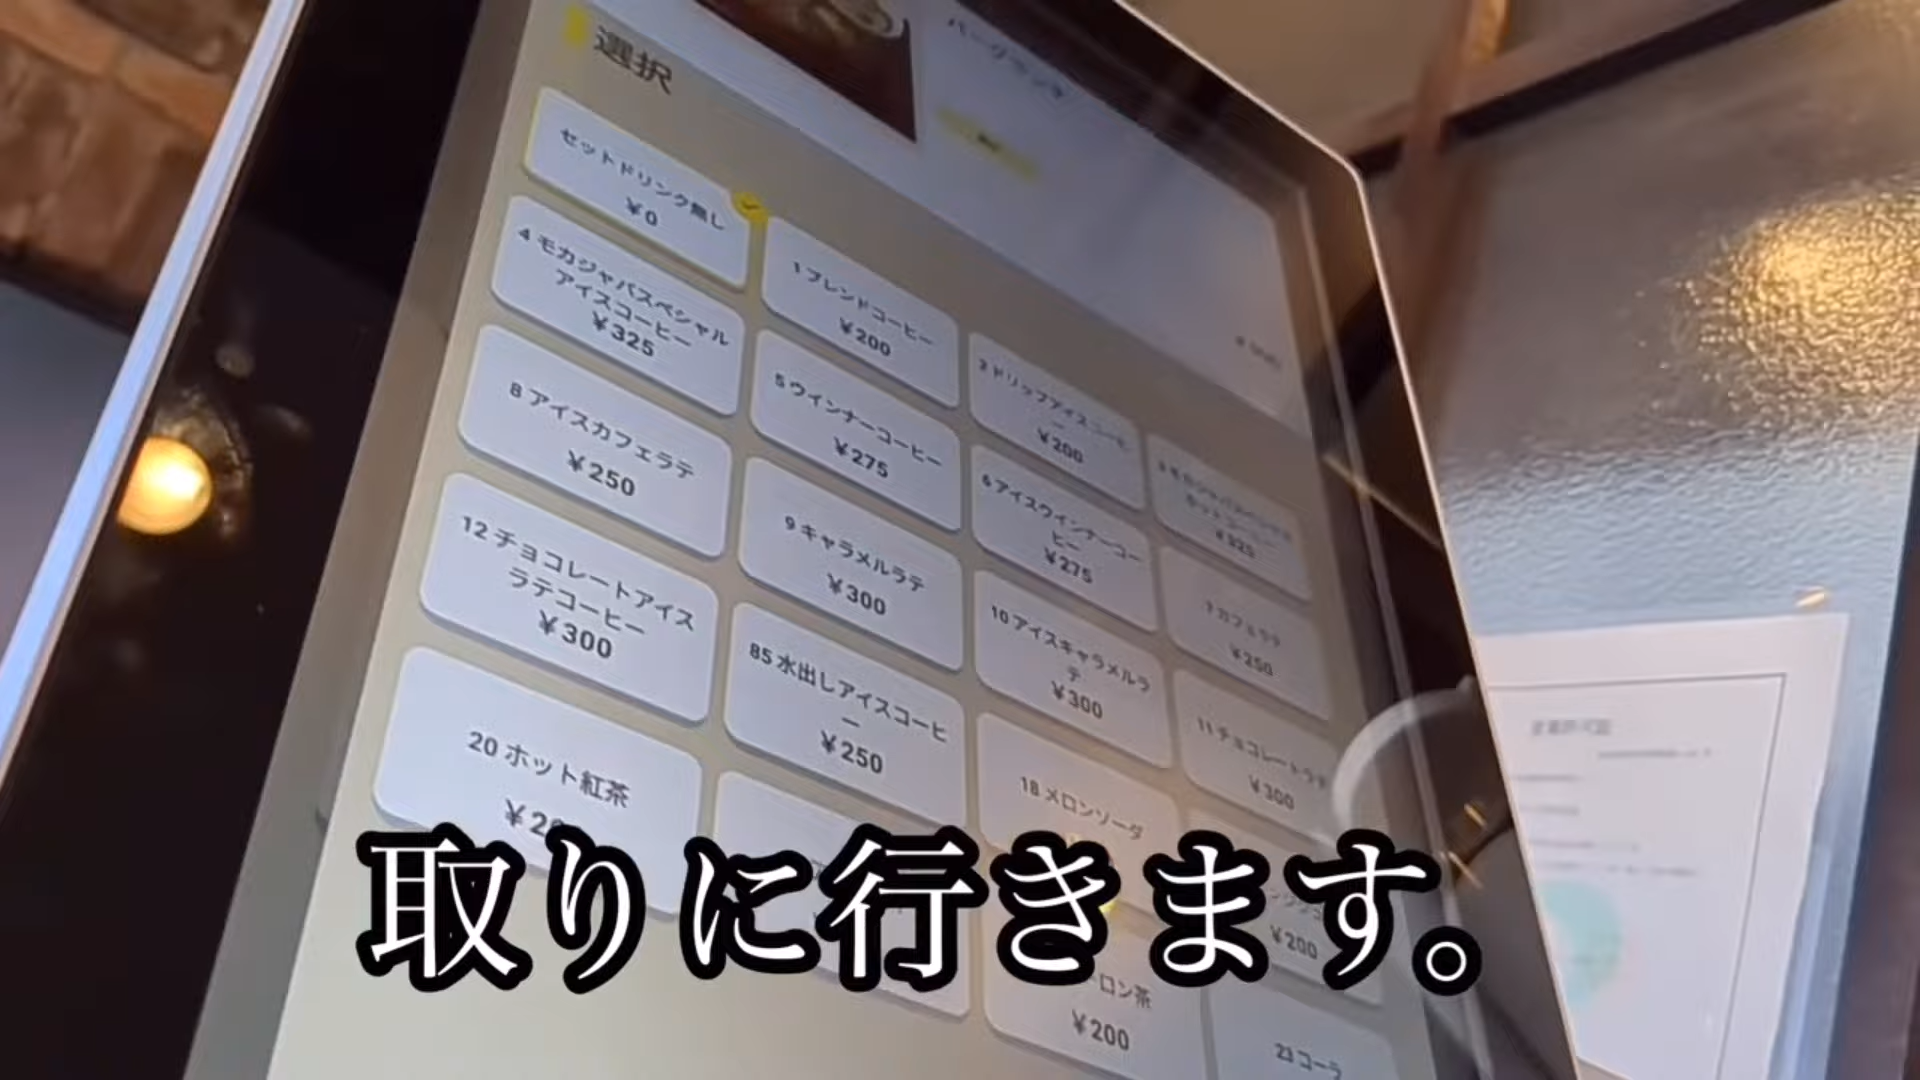 選択
セットドリンク無し
¥0
1 ブレンドコーヒー
¥200
2 ドリップアイスコーヒ
ー
¥200
¥325
4 モカジャバスペシャル
アイスコーヒー
¥325
5 ウインナーコーヒー
¥275
6 アイスウインナーコー
ヒー
¥275
7 カフェラテ
¥250
8 アイスカフェラテ
¥250
9 キャラメルラテ
¥300
10 アイスキャラメルラ
テ
¥300
11 チョコレートラテ
¥300
12 チョコレートアイス
ラテコーヒー
¥300
85 水出しアイスコーヒ
ー
¥250
18 メロンソーダ
¥200
20 ホット紅茶
ロン茶
¥200
23 コーラ
取りに行きます。